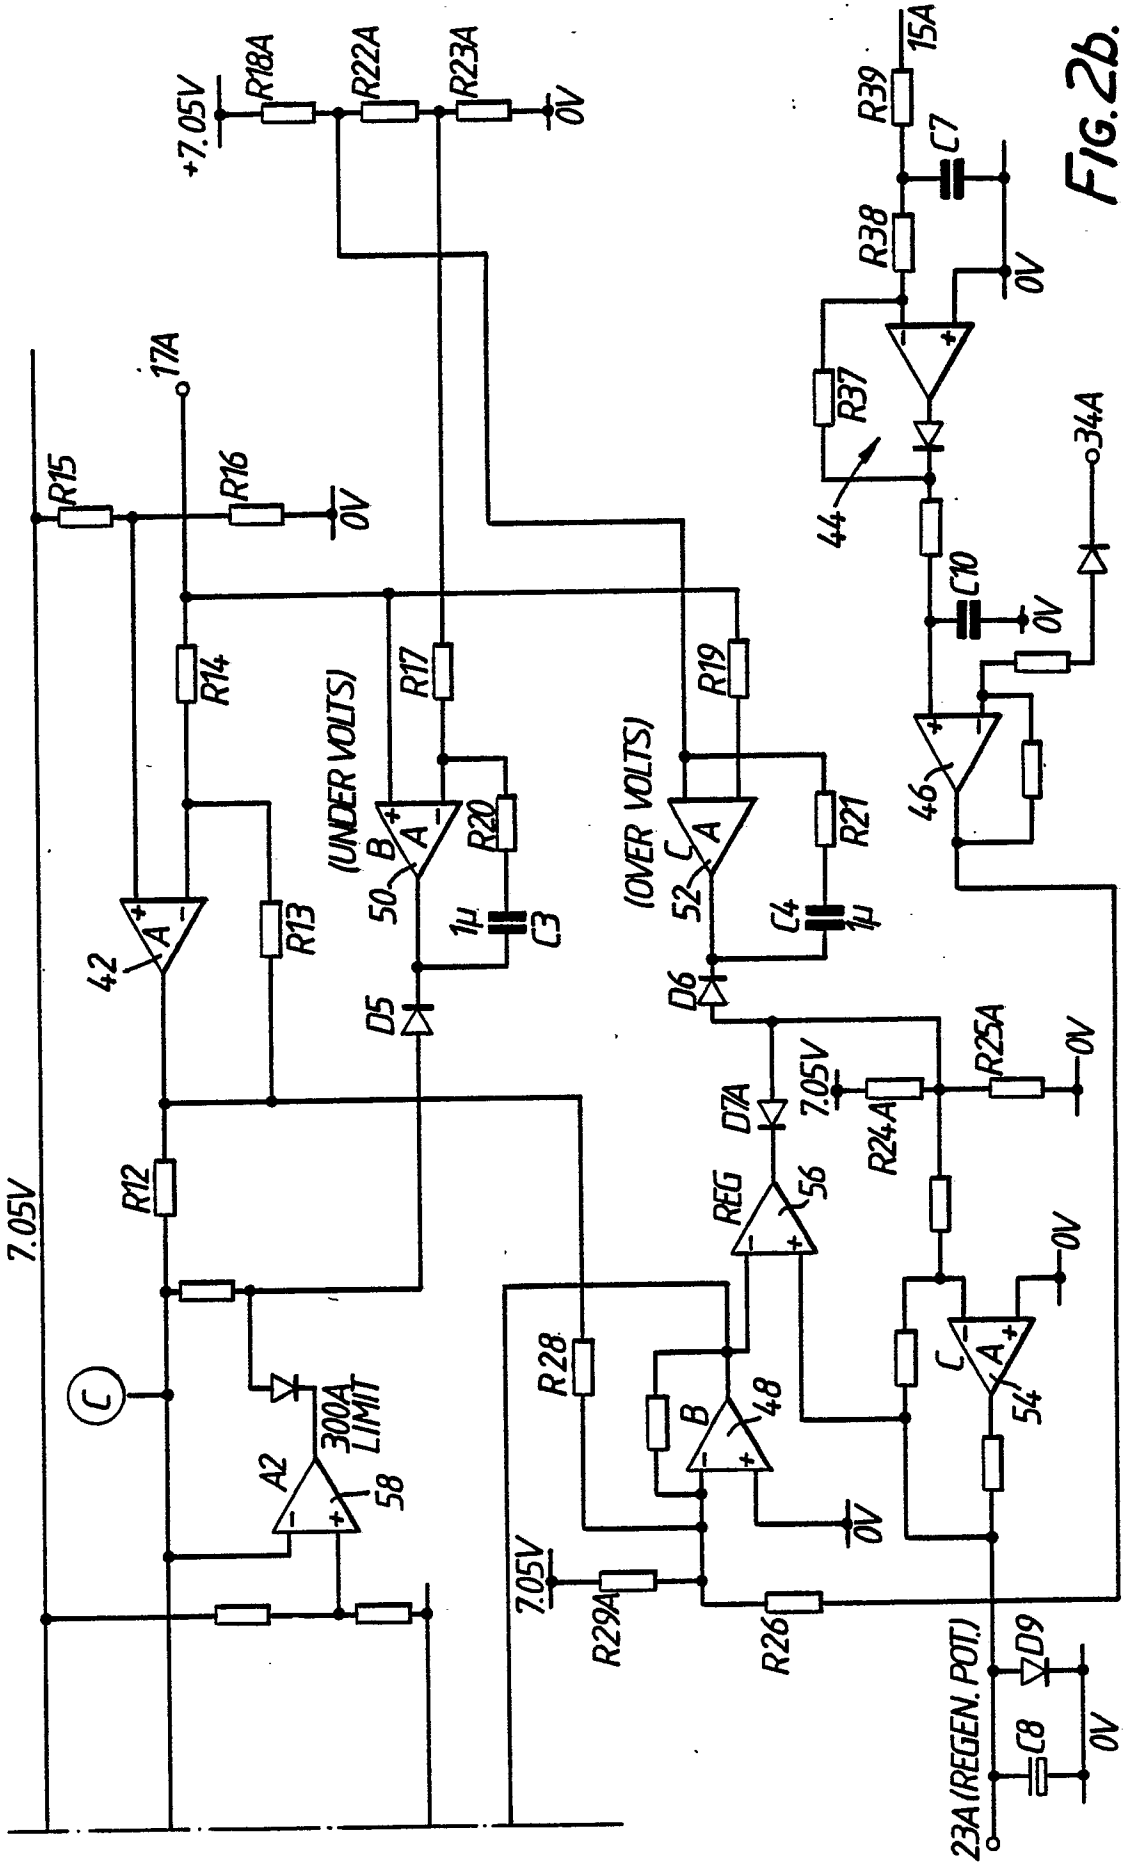 7.05V
R15
R16
0V
17A
R14
42
A
+
−
R13
R12
C
A2
300A
LIMIT
58
−
+
+7.05V
R18A
R22A
R23A
0V
(UNDER VOLTS)
R17
B
50
A
+
−
R20
1µ
C3
D5
(OVER VOLTS)
R19
C
52
A
R21
C4
1µ
D6
7.05V
R24A
R25A
0V
D7A
REG
56
−
+
R28
B
48
−
+
0V
7.05V
R29A
R26
C
A
54
−
+
0V
15A
R39
C7
R38
0V
−
+
R37
44
34A
C10
0V
46
+
−
23A (REGEN. POT.)
D9
C8
0V
FIG. 2b.